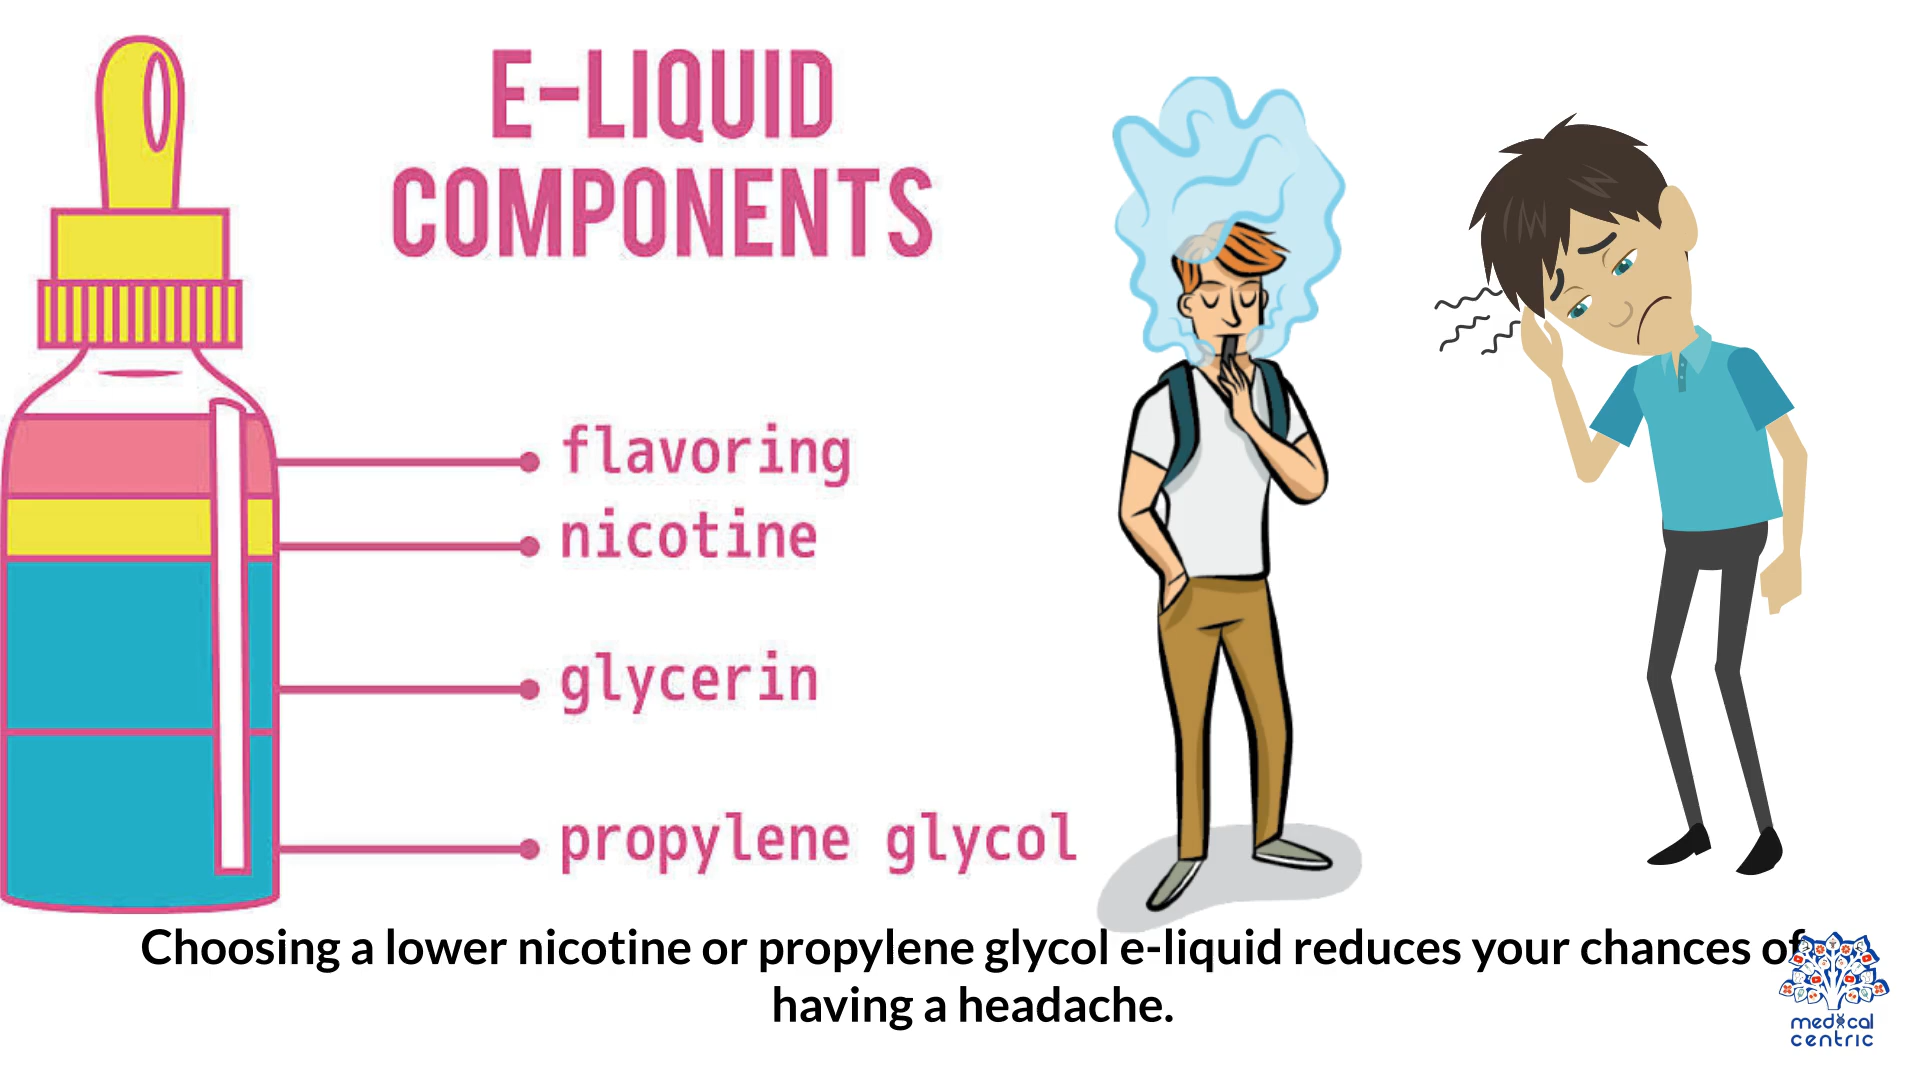 E-LIQUID
COMPONENTS
flavoring
nicotine
glycerin
propylene glycol
Choosing a lower nicotine or propylene glycol e-liquid reduces your chances of
having a headache.
medical
centric